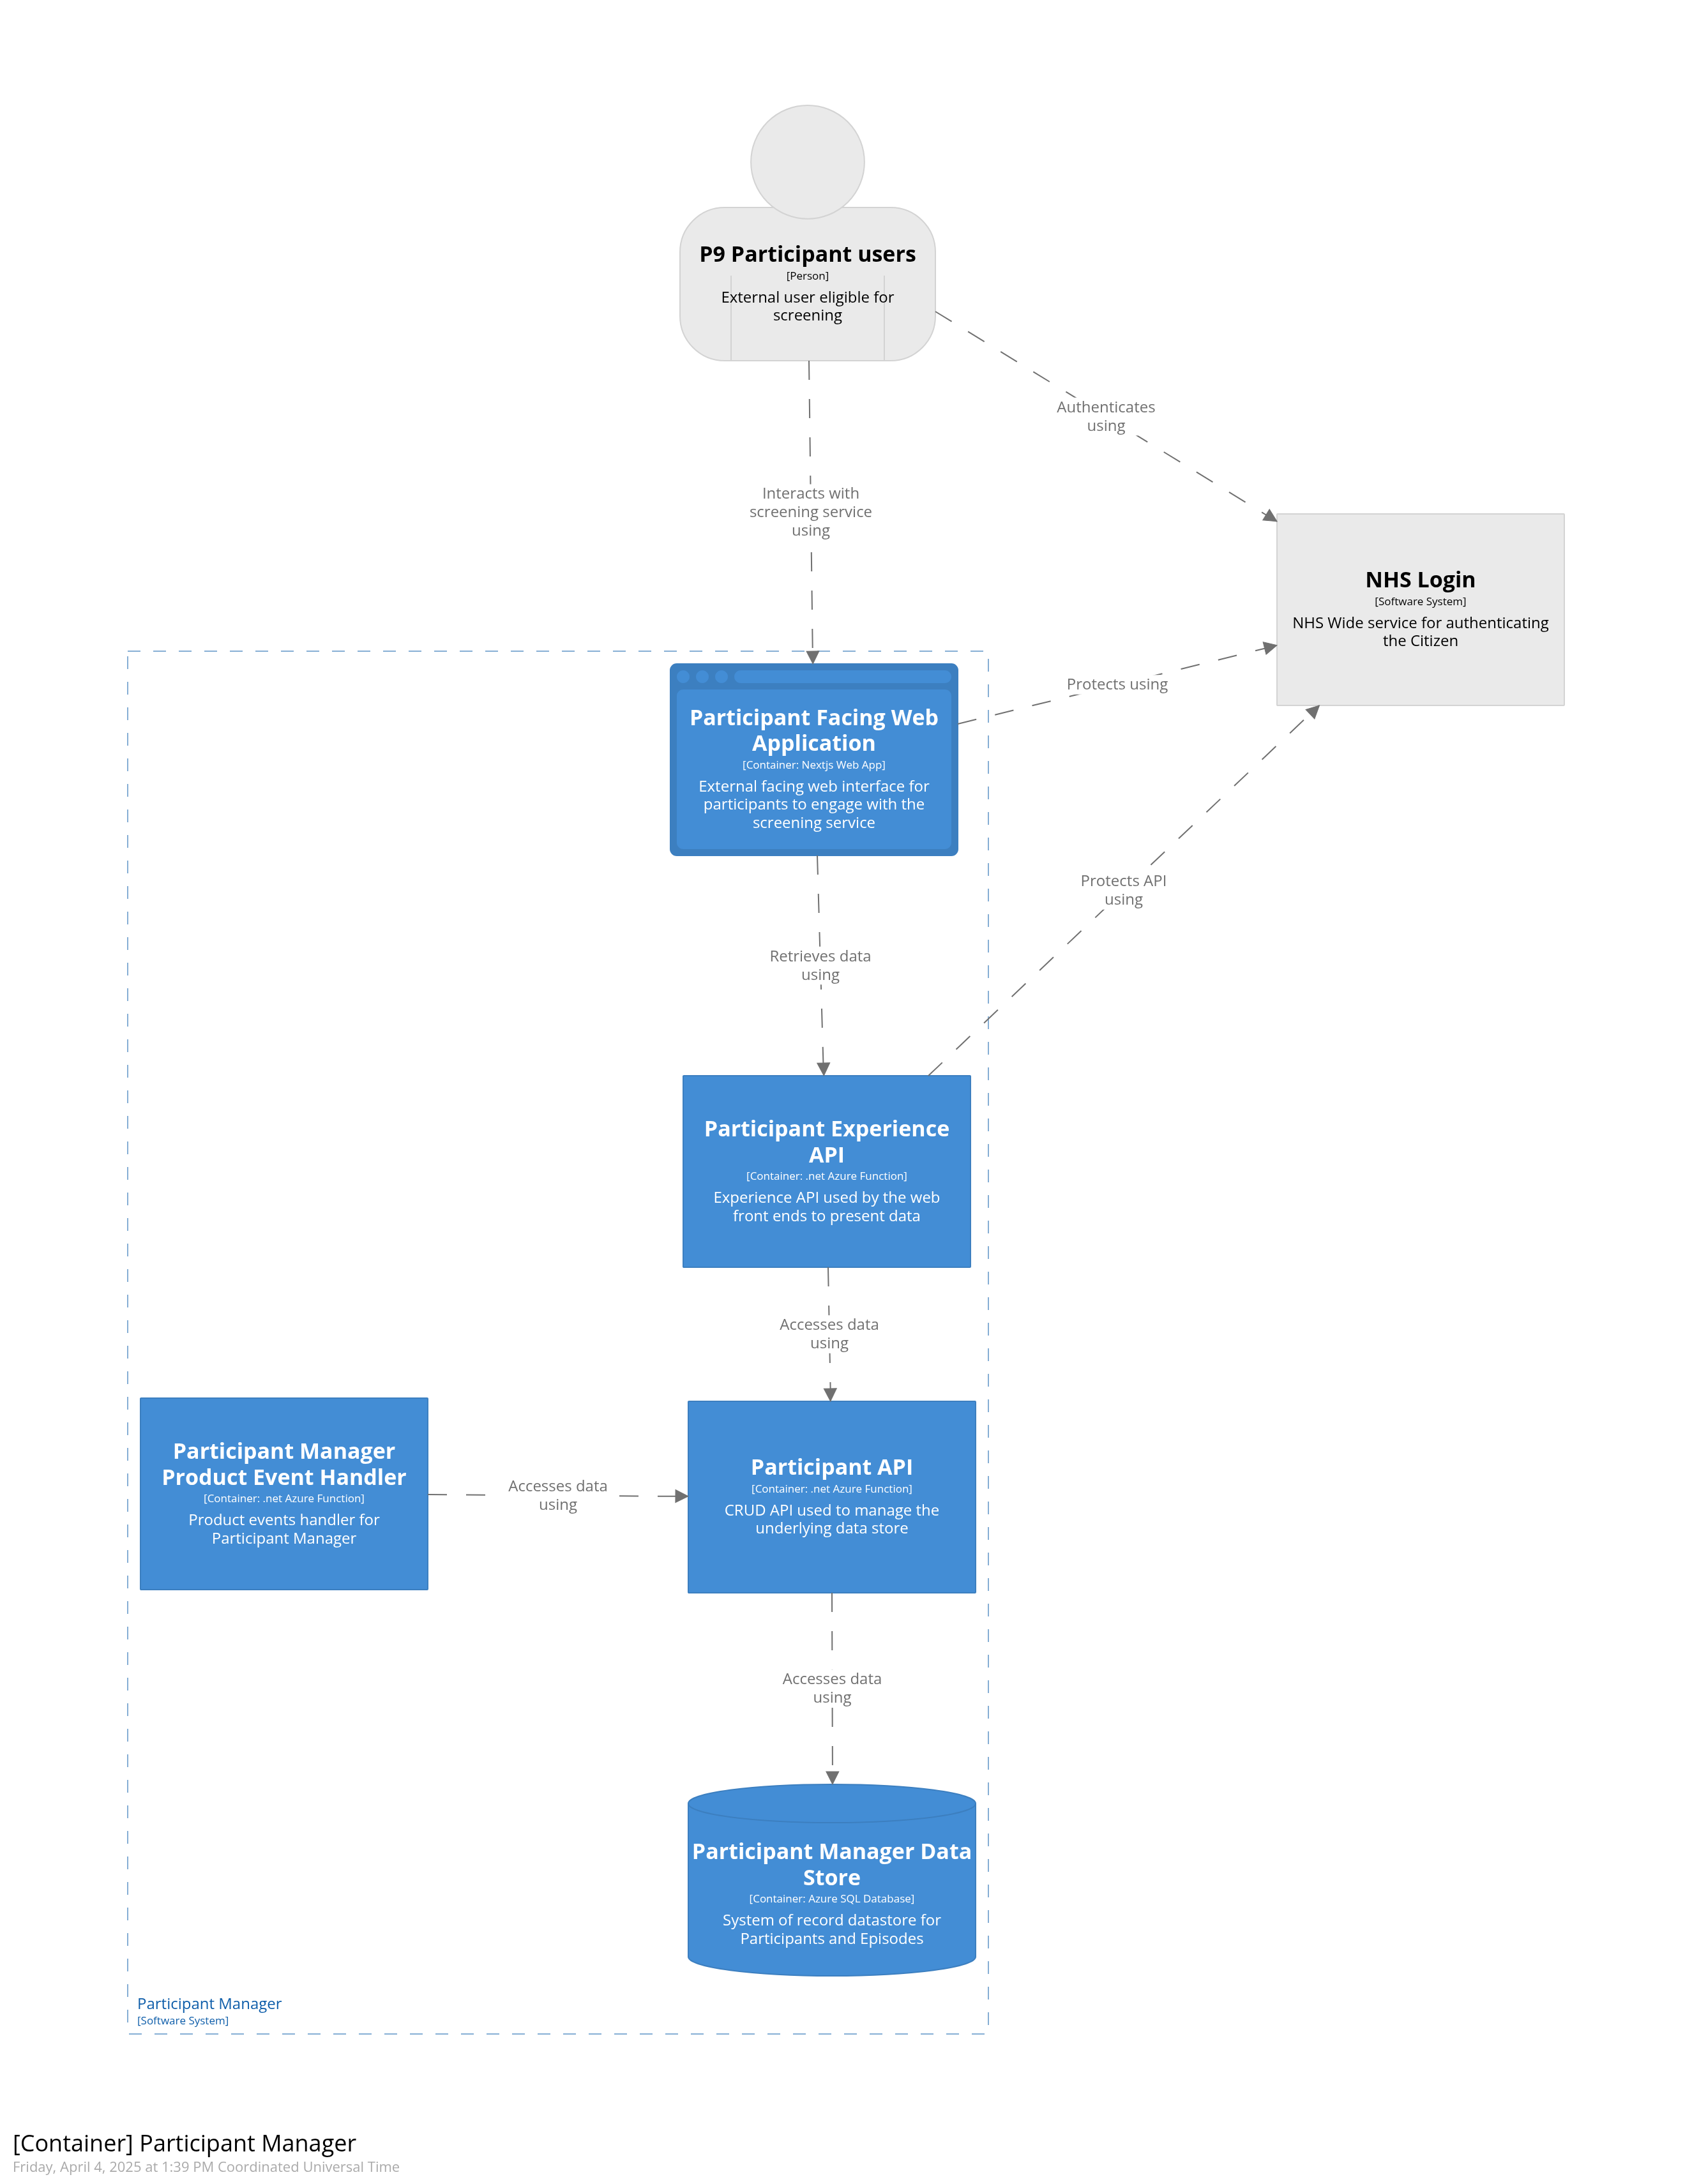 P9 Participant users
[Person]
External user eligible for
screening
Authenticates
using
Interacts with
screening service
using
NHS Login
[Software System]
NHS Wide service for authenticating
the Citizen
Protects using
Participant Facing Web
Application
[Container: Nextjs Web App]
External facing web interface for
participants to engage with the
screening service
Protects API
using
Retrieves data
using
Participant Experience
API
[Container: .net Azure Function]
Experience API used by the web
front ends to present data
Accesses data
using
Participant Manager
Product Event Handler
[Container: .net Azure Function]
Product events handler for
Participant Manager
Accesses data
using
Participant API
[Container: .net Azure Function]
CRUD API used to manage the
underlying data store
Accesses data
using
Participant Manager Data
Store
[Container: Azure SQL Database]
System of record datastore for
Participants and Episodes
Participant Manager
[Software System]
[Container] Participant Manager
Friday, April 4, 2025 at 1:39 PM Coordinated Universal Time